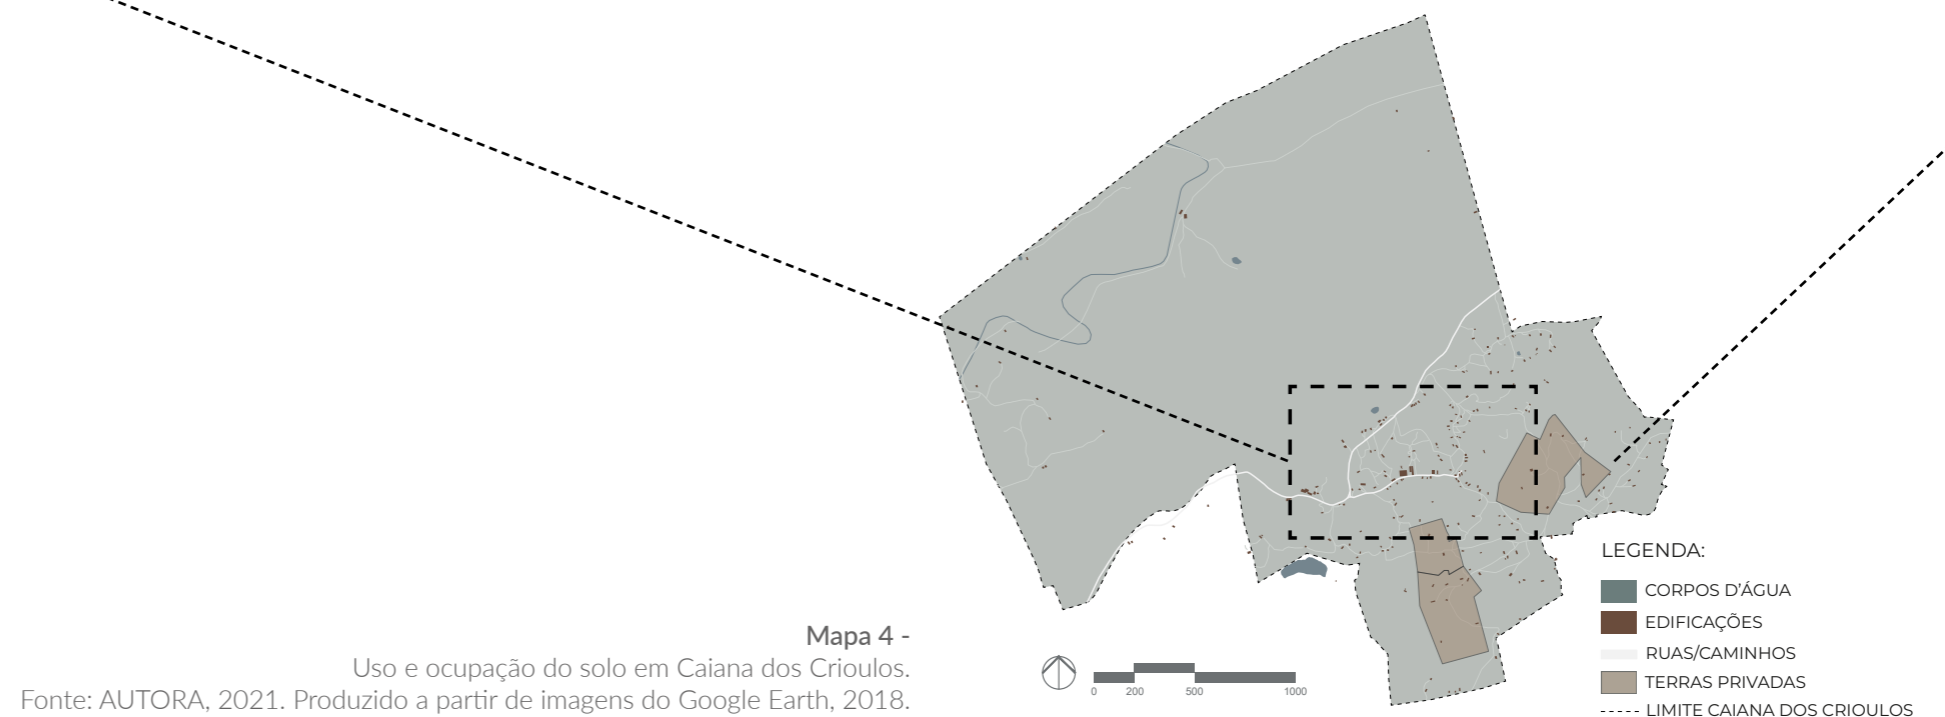 Mapa 4 -
Uso e ocupação do solo em Caiana dos Crioulos.
Fonte: AUTORA, 2021. Produzido a partir de imagens do Google Earth, 2018.
0 200 500 1000
LEGENDA:
CORPOS D'ÁGUA
EDIFICAÇÕES
RUAS/CAMINHOS
TERRAS PRIVADAS
LIMITE CAIANA DOS CRIOULOS